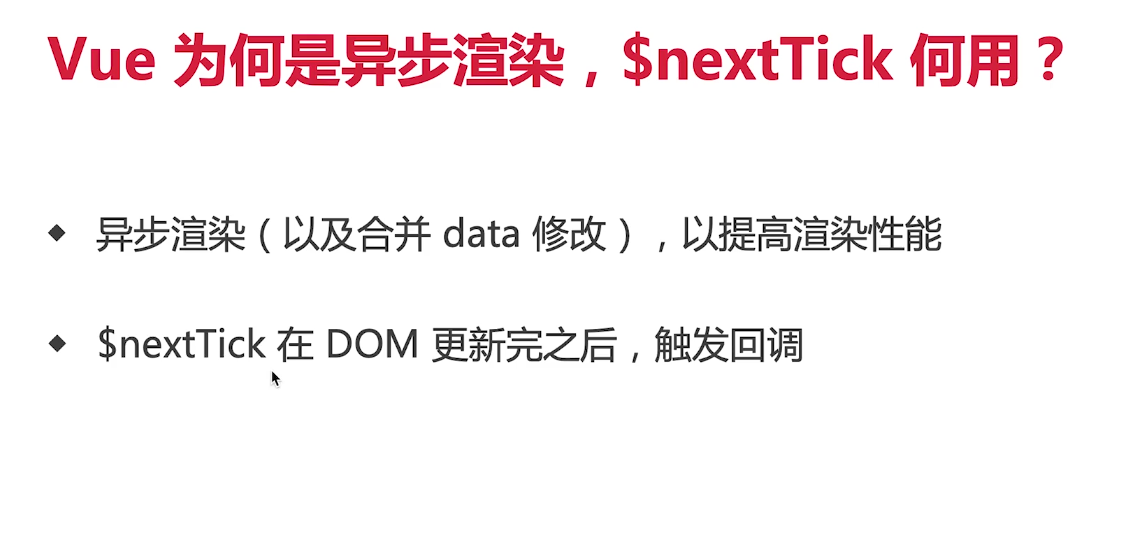 Vue 为何是异步渲染，$nextTick 何用？
◆ 异步渲染（以及合并 data 修改），以提高渲染性能
◆ $nextTick 在 DOM 更新完之后，触发回调